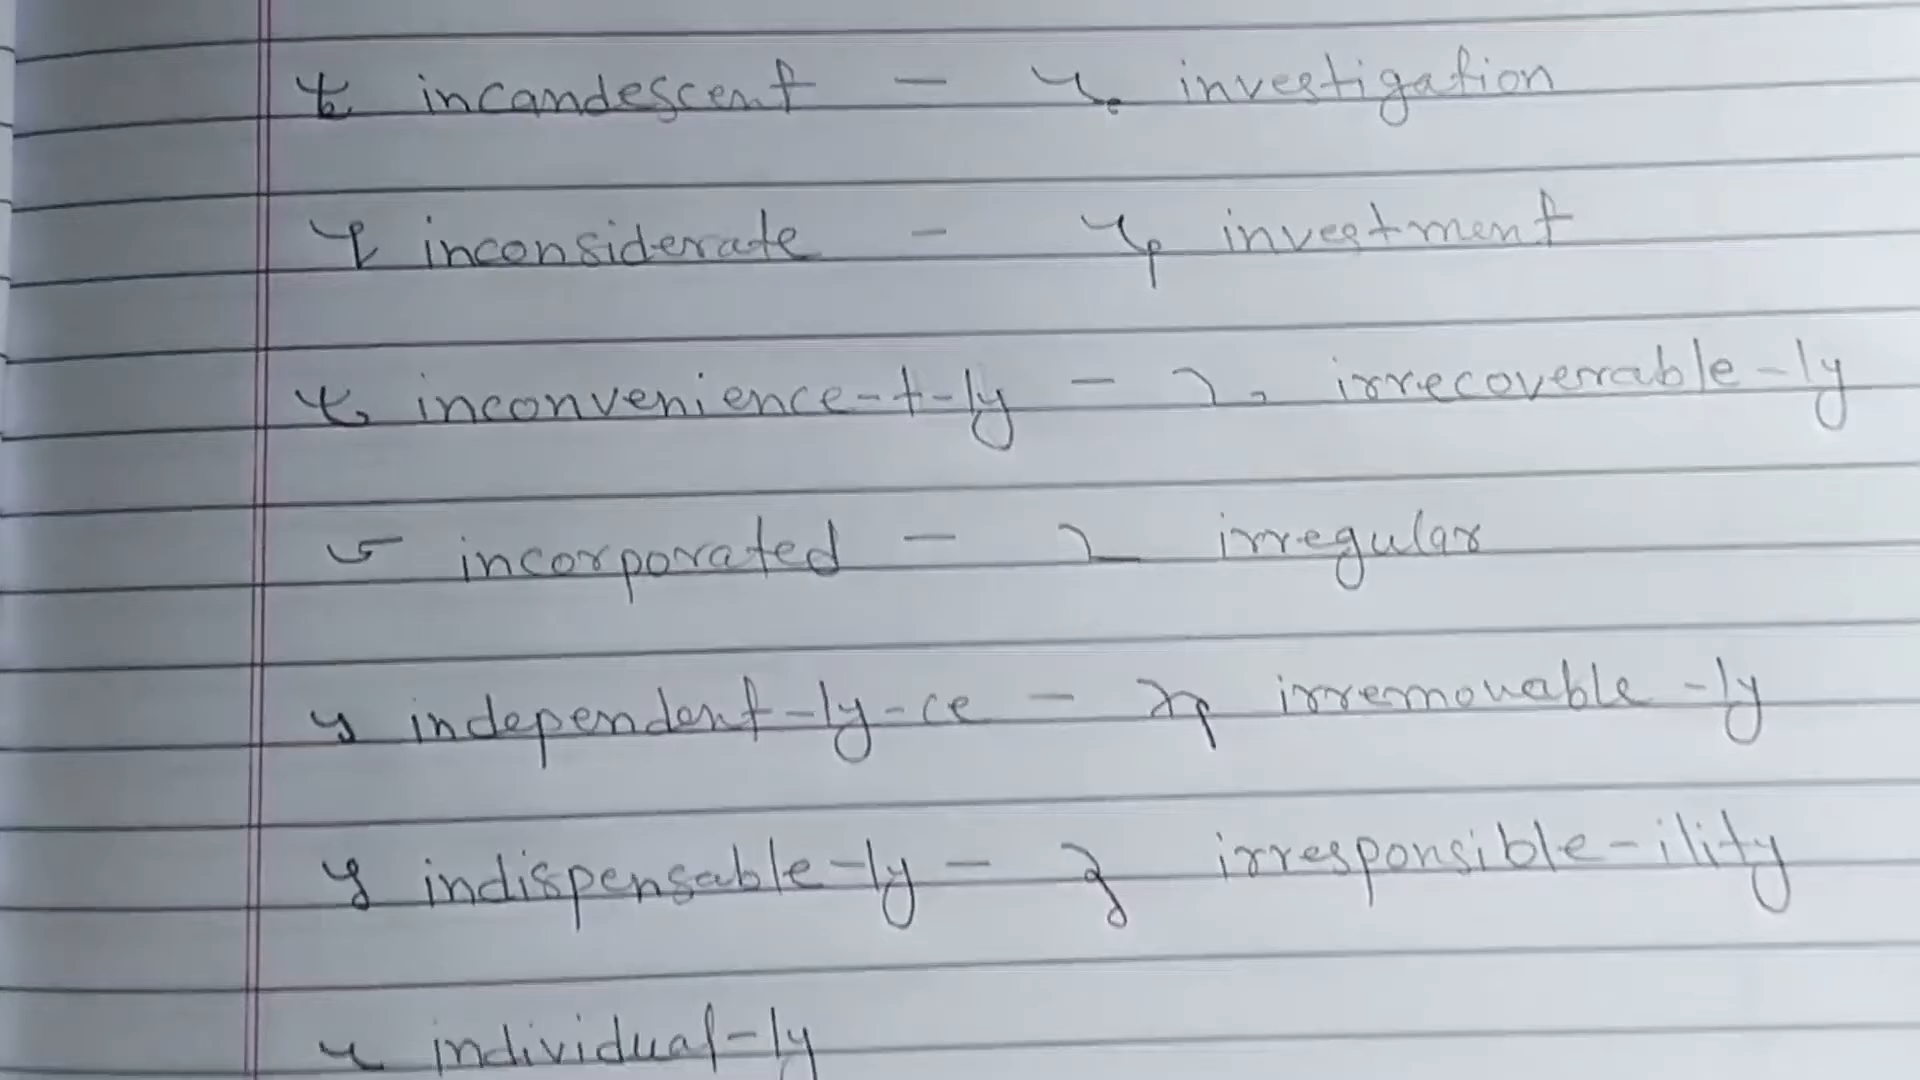 incandescent - investigation
inconsiderate - investment
inconvenience-t-ly - irrecoverrable-ly
incorporated - irregular
independent-ly-ce - irremovable-ly
indispensable-ly - irresponsible-ility
individual-ly